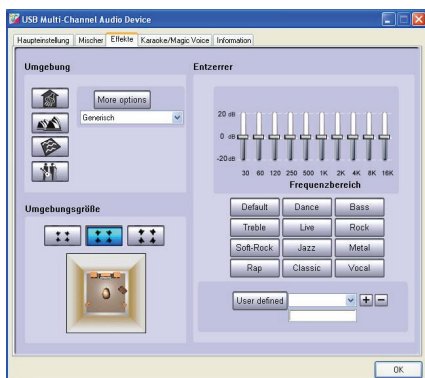 USB Multi-Channel Audio Device
Haupteinstellung Mischer Effekte Karaoke/Magic Voice Information
Umgebung
More options
Generisch
Umgebungsgröße
Entzerrer
20 dB
0 dB
-20 dB
30 60 120 250 500 1K 2K 4K 8K 16K
Frequenzbereich
Default Dance Bass
Treble Live Rock
Soft-Rock Jazz Metal
Rap Classic Vocal
User defined
OK